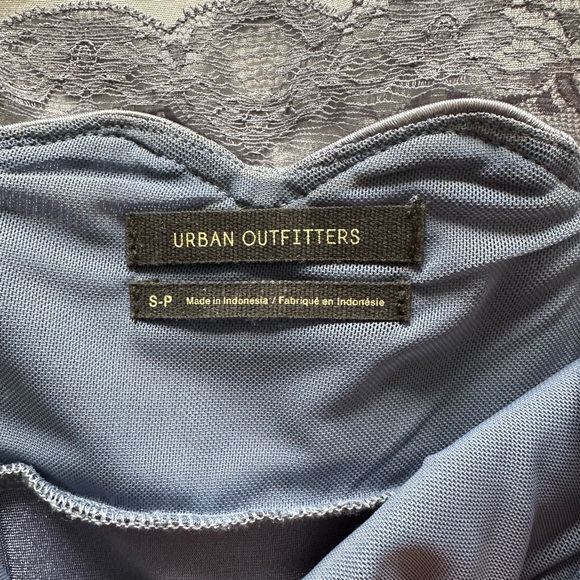 URBAN OUTFITTERS
S-P Made in Indonesia / Fabriqué en Indonésie